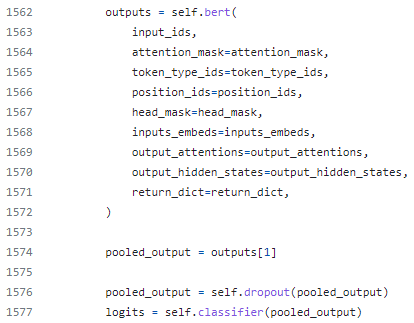 1562 outputs = self.bert(
1563 input_ids,
1564 attention_mask=attention_mask,
1565 token_type_ids=token_type_ids,
1566 position_ids=position_ids,
1567 head_mask=head_mask,
1568 inputs_embeds=inputs_embeds,
1569 output_attentions=output_attentions,
1570 output_hidden_states=output_hidden_states,
1571 return_dict=return_dict,
1572 )
1573
1574 pooled_output = outputs[1]
1575
1576 pooled_output = self.dropout(pooled_output)
1577 logits = self.classifier(pooled_output)